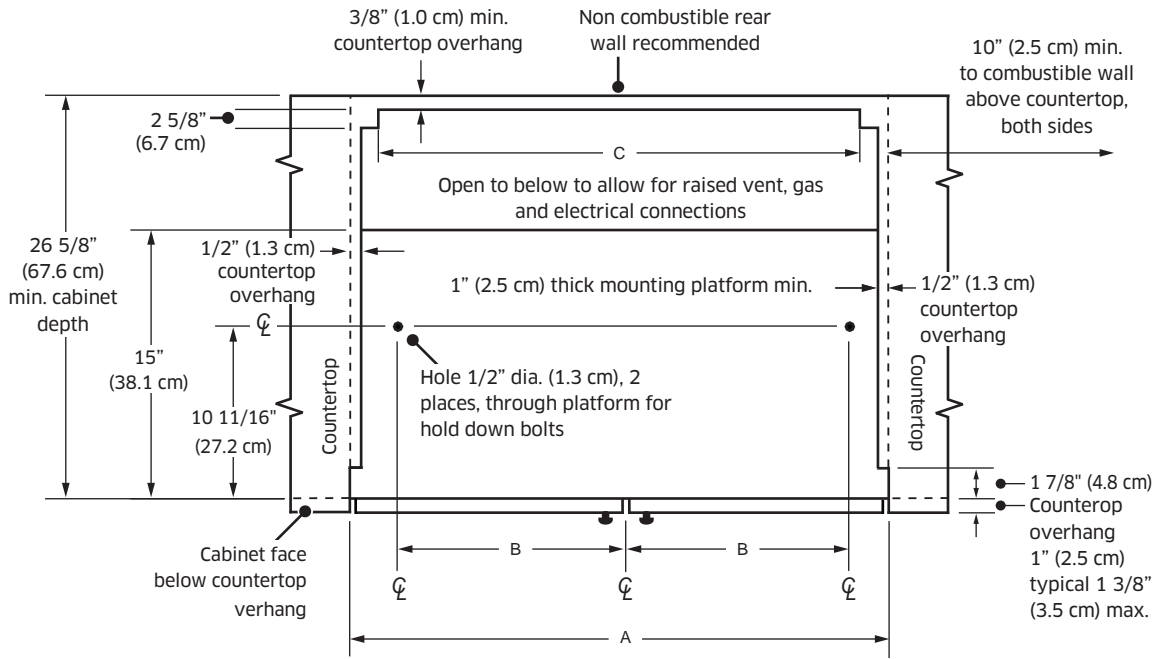 3/8” (1.0 cm) min.
countertop overhang
Non combustible rear
wall recommended
10” (2.5 cm) min.
to combustible wall
above countertop,
both sides
2 5/8”
(6.7 cm)
C
Open to below to allow for raised vent, gas
and electrical connections
26 5/8”
(67.6 cm)
min. cabinet
depth
1/2” (1.3 cm)
countertop
overhang
1” (2.5 cm) thick mounting platform min.
1/2” (1.3 cm)
countertop
overhang
℄
15”
(38.1 cm)
10 11/16"
(27.2 cm)
Countertop
Hole 1/2” dia. (1.3 cm), 2
places, through platform for
hold down bolts
Countertop
1 7/8" (4.8 cm)
Counterop
overhang
1” (2.5 cm)
typical 1 3/8”
(3.5 cm) max.
Cabinet face
below countertop
verhang
B
B
℄
℄
℄
A